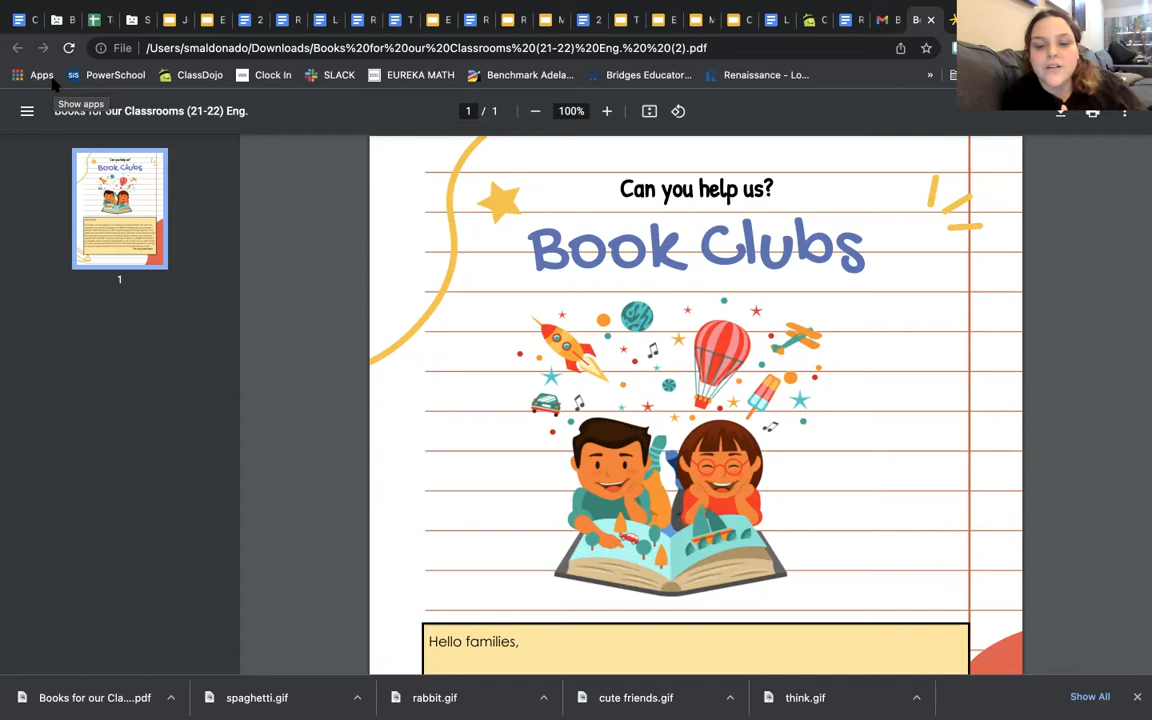 File
/Users/smaldonado/Downloads/Books%20for%20our%20Classrooms%20(21-22)%20Eng.%20%20(2).pdf
Apps
SIS PowerSchool
ClassDojo
Clock In
SLACK
EUREKA MATH
Benchmark Adela...
Bridges Educator...
Renaissance - Lo...
»
Show apps
Books for our Classrooms (21-22) Eng.
1 / 1
100%
1
Can you help us?
Book Clubs
Hello families,
Books for our Cla....pdf
spaghetti.gif
rabbit.gif
cute friends.gif
think.gif
Show All